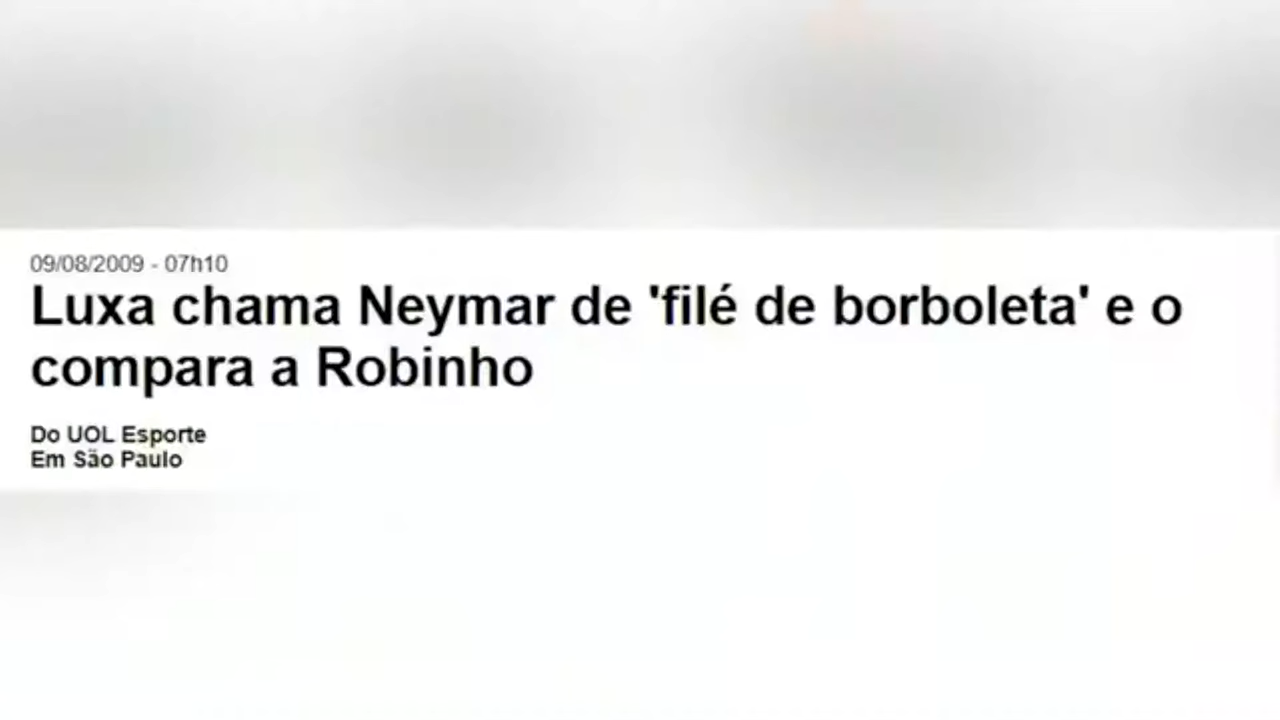 09/08/2009 - 07h10
Luxa chama Neymar de 'filé de borboleta' e o
compara a Robinho
Do UOL Esporte
Em São Paulo